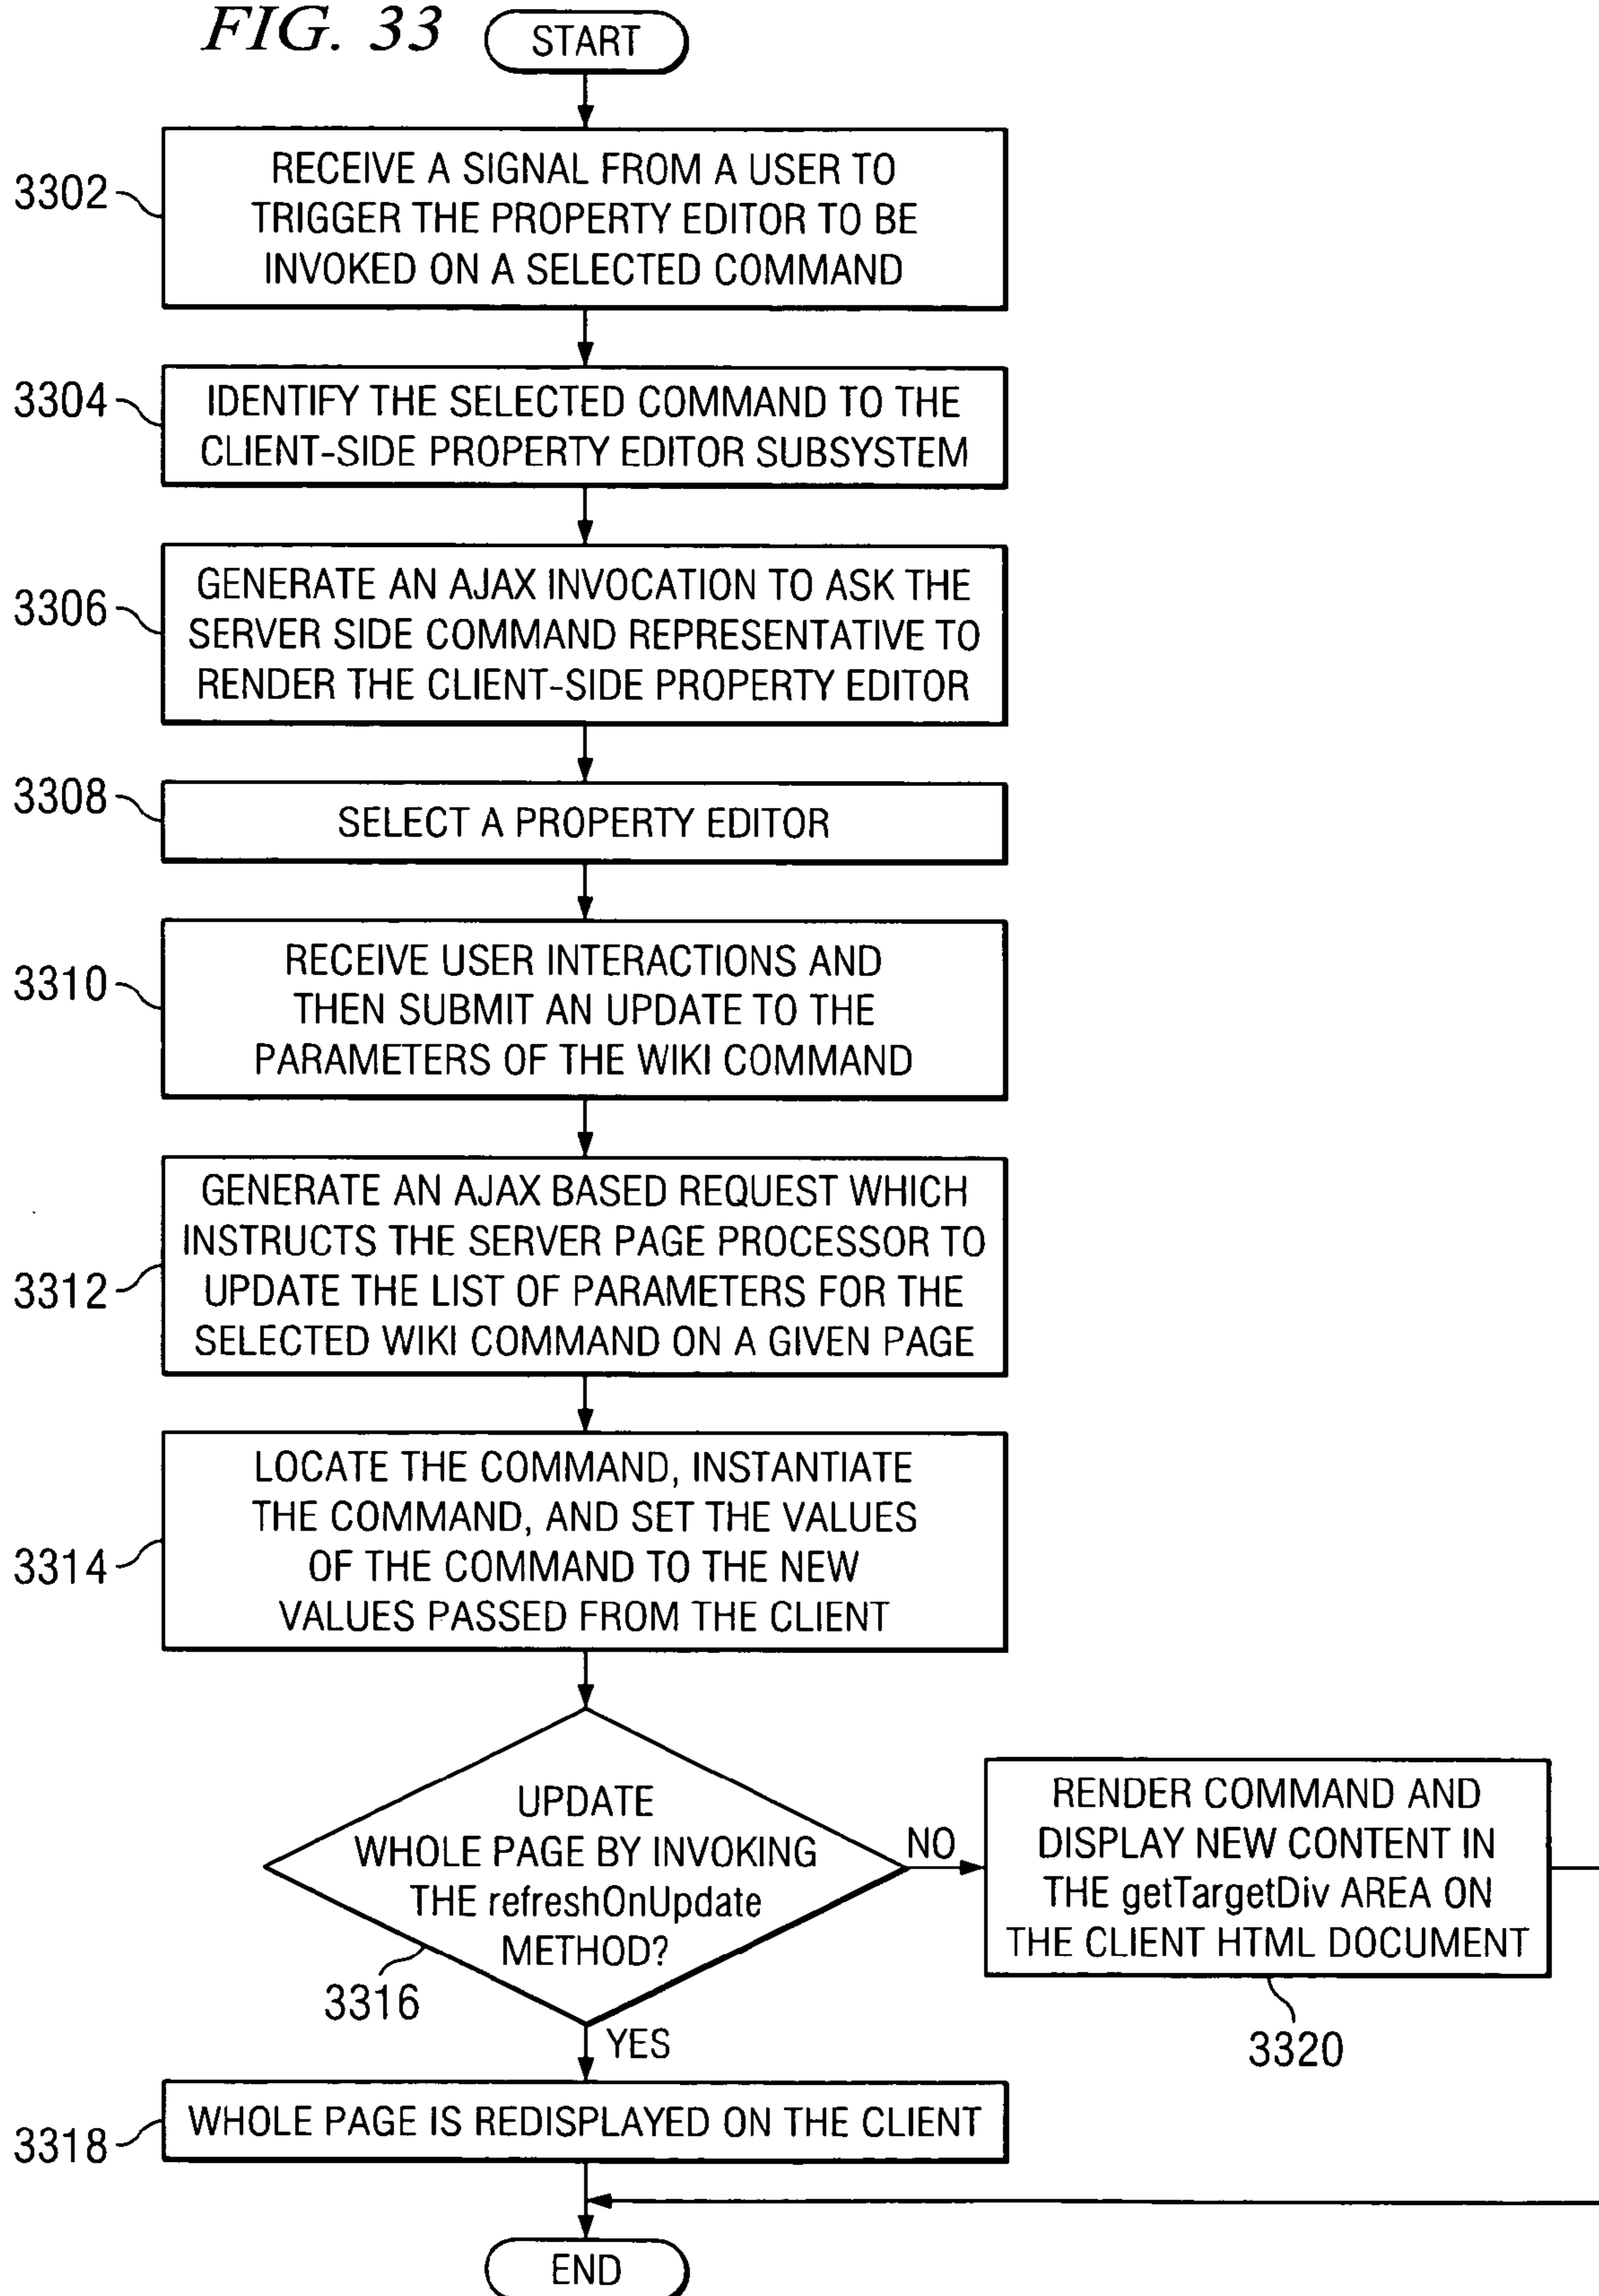 FIG. 33
START
3302
RECEIVE A SIGNAL FROM A USER TO
TRIGGER THE PROPERTY EDITOR TO BE
INVOKED ON A SELECTED COMMAND
3304
IDENTIFY THE SELECTED COMMAND TO THE
CLIENT-SIDE PROPERTY EDITOR SUBSYSTEM
3306
GENERATE AN AJAX INVOCATION TO ASK THE
SERVER SIDE COMMAND REPRESENTATIVE TO
RENDER THE CLIENT-SIDE PROPERTY EDITOR
3308
SELECT A PROPERTY EDITOR
3310
RECEIVE USER INTERACTIONS AND
THEN SUBMIT AN UPDATE TO THE
PARAMETERS OF THE WIKI COMMAND
3312
GENERATE AN AJAX BASED REQUEST WHICH
INSTRUCTS THE SERVER PAGE PROCESSOR TO
UPDATE THE LIST OF PARAMETERS FOR THE
SELECTED WIKI COMMAND ON A GIVEN PAGE
3314
LOCATE THE COMMAND, INSTANTIATE
THE COMMAND, AND SET THE VALUES
OF THE COMMAND TO THE NEW
VALUES PASSED FROM THE CLIENT
UPDATE
WHOLE PAGE BY INVOKING
THE refreshOnUpdate
METHOD?
3316
NO
RENDER COMMAND AND
DISPLAY NEW CONTENT IN
THE getTargetDiv AREA ON
THE CLIENT HTML DOCUMENT
3320
YES
3318
WHOLE PAGE IS REDISPLAYED ON THE CLIENT
END